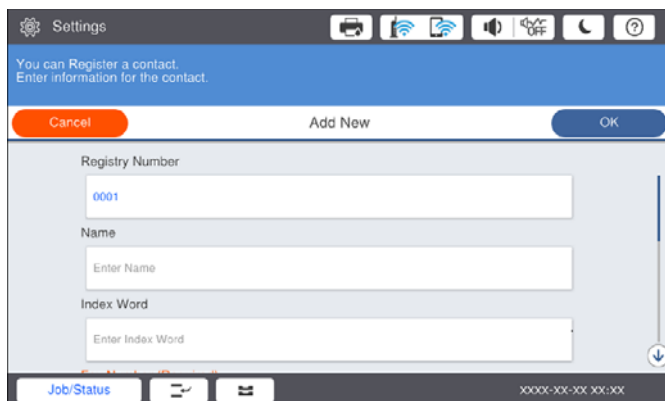 Settings
OFF
You can Register a contact.
Enter information for the contact.
Cancel
Add New
OK
Registry Number
0001
Name
Enter Name
Index Word
Enter Index Word
Job/Status
XXXX-XX-XX XX:XX